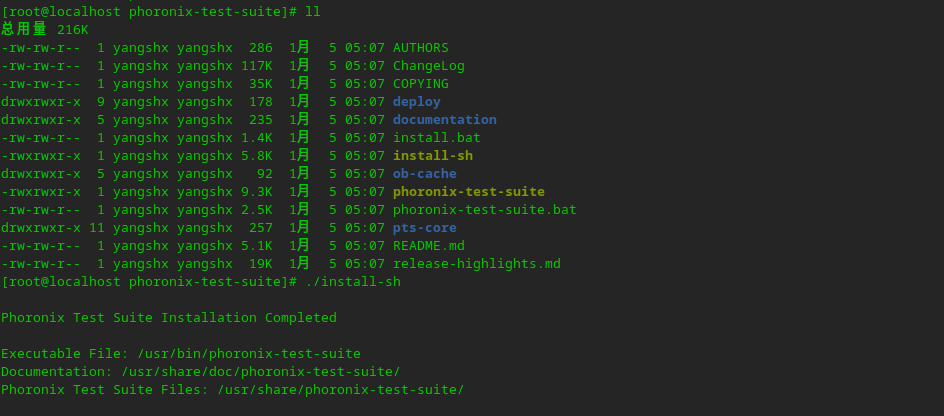 [root@localhost phoronix-test-suite]# ll
总用量 216K
-rw-rw-r--  1 yangshx yangshx  286  1月   5 05:07 AUTHORS
-rw-rw-r--  1 yangshx yangshx 117K  1月   5 05:07 ChangeLog
-rw-rw-r--  1 yangshx yangshx  35K  1月   5 05:07 COPYING
drwxrwxr-x  9 yangshx yangshx  178  1月   5 05:07 deploy
drwxrwxr-x  5 yangshx yangshx  235  1月   5 05:07 documentation
-rw-rw-r--  1 yangshx yangshx 1.4K  1月   5 05:07 install.bat
-rwxrwxr-x  1 yangshx yangshx 5.8K  1月   5 05:07 install-sh
drwxrwxr-x  5 yangshx yangshx   92  1月   5 05:07 ob-cache
-rwxrwxr-x  1 yangshx yangshx 9.3K  1月   5 05:07 phoronix-test-suite
-rw-rw-r--  1 yangshx yangshx 2.5K  1月   5 05:07 phoronix-test-suite.bat
drwxrwxr-x 11 yangshx yangshx  257  1月   5 05:07 pts-core
-rw-rw-r--  1 yangshx yangshx 5.1K  1月   5 05:07 README.md
-rw-rw-r--  1 yangshx yangshx  19K  1月   5 05:07 release-highlights.md
[root@localhost phoronix-test-suite]# ./install-sh
Phoronix Test Suite Installation Completed
Executable File: /usr/bin/phoronix-test-suite
Documentation: /usr/share/doc/phoronix-test-suite/
Phoronix Test Suite Files: /usr/share/phoronix-test-suite/